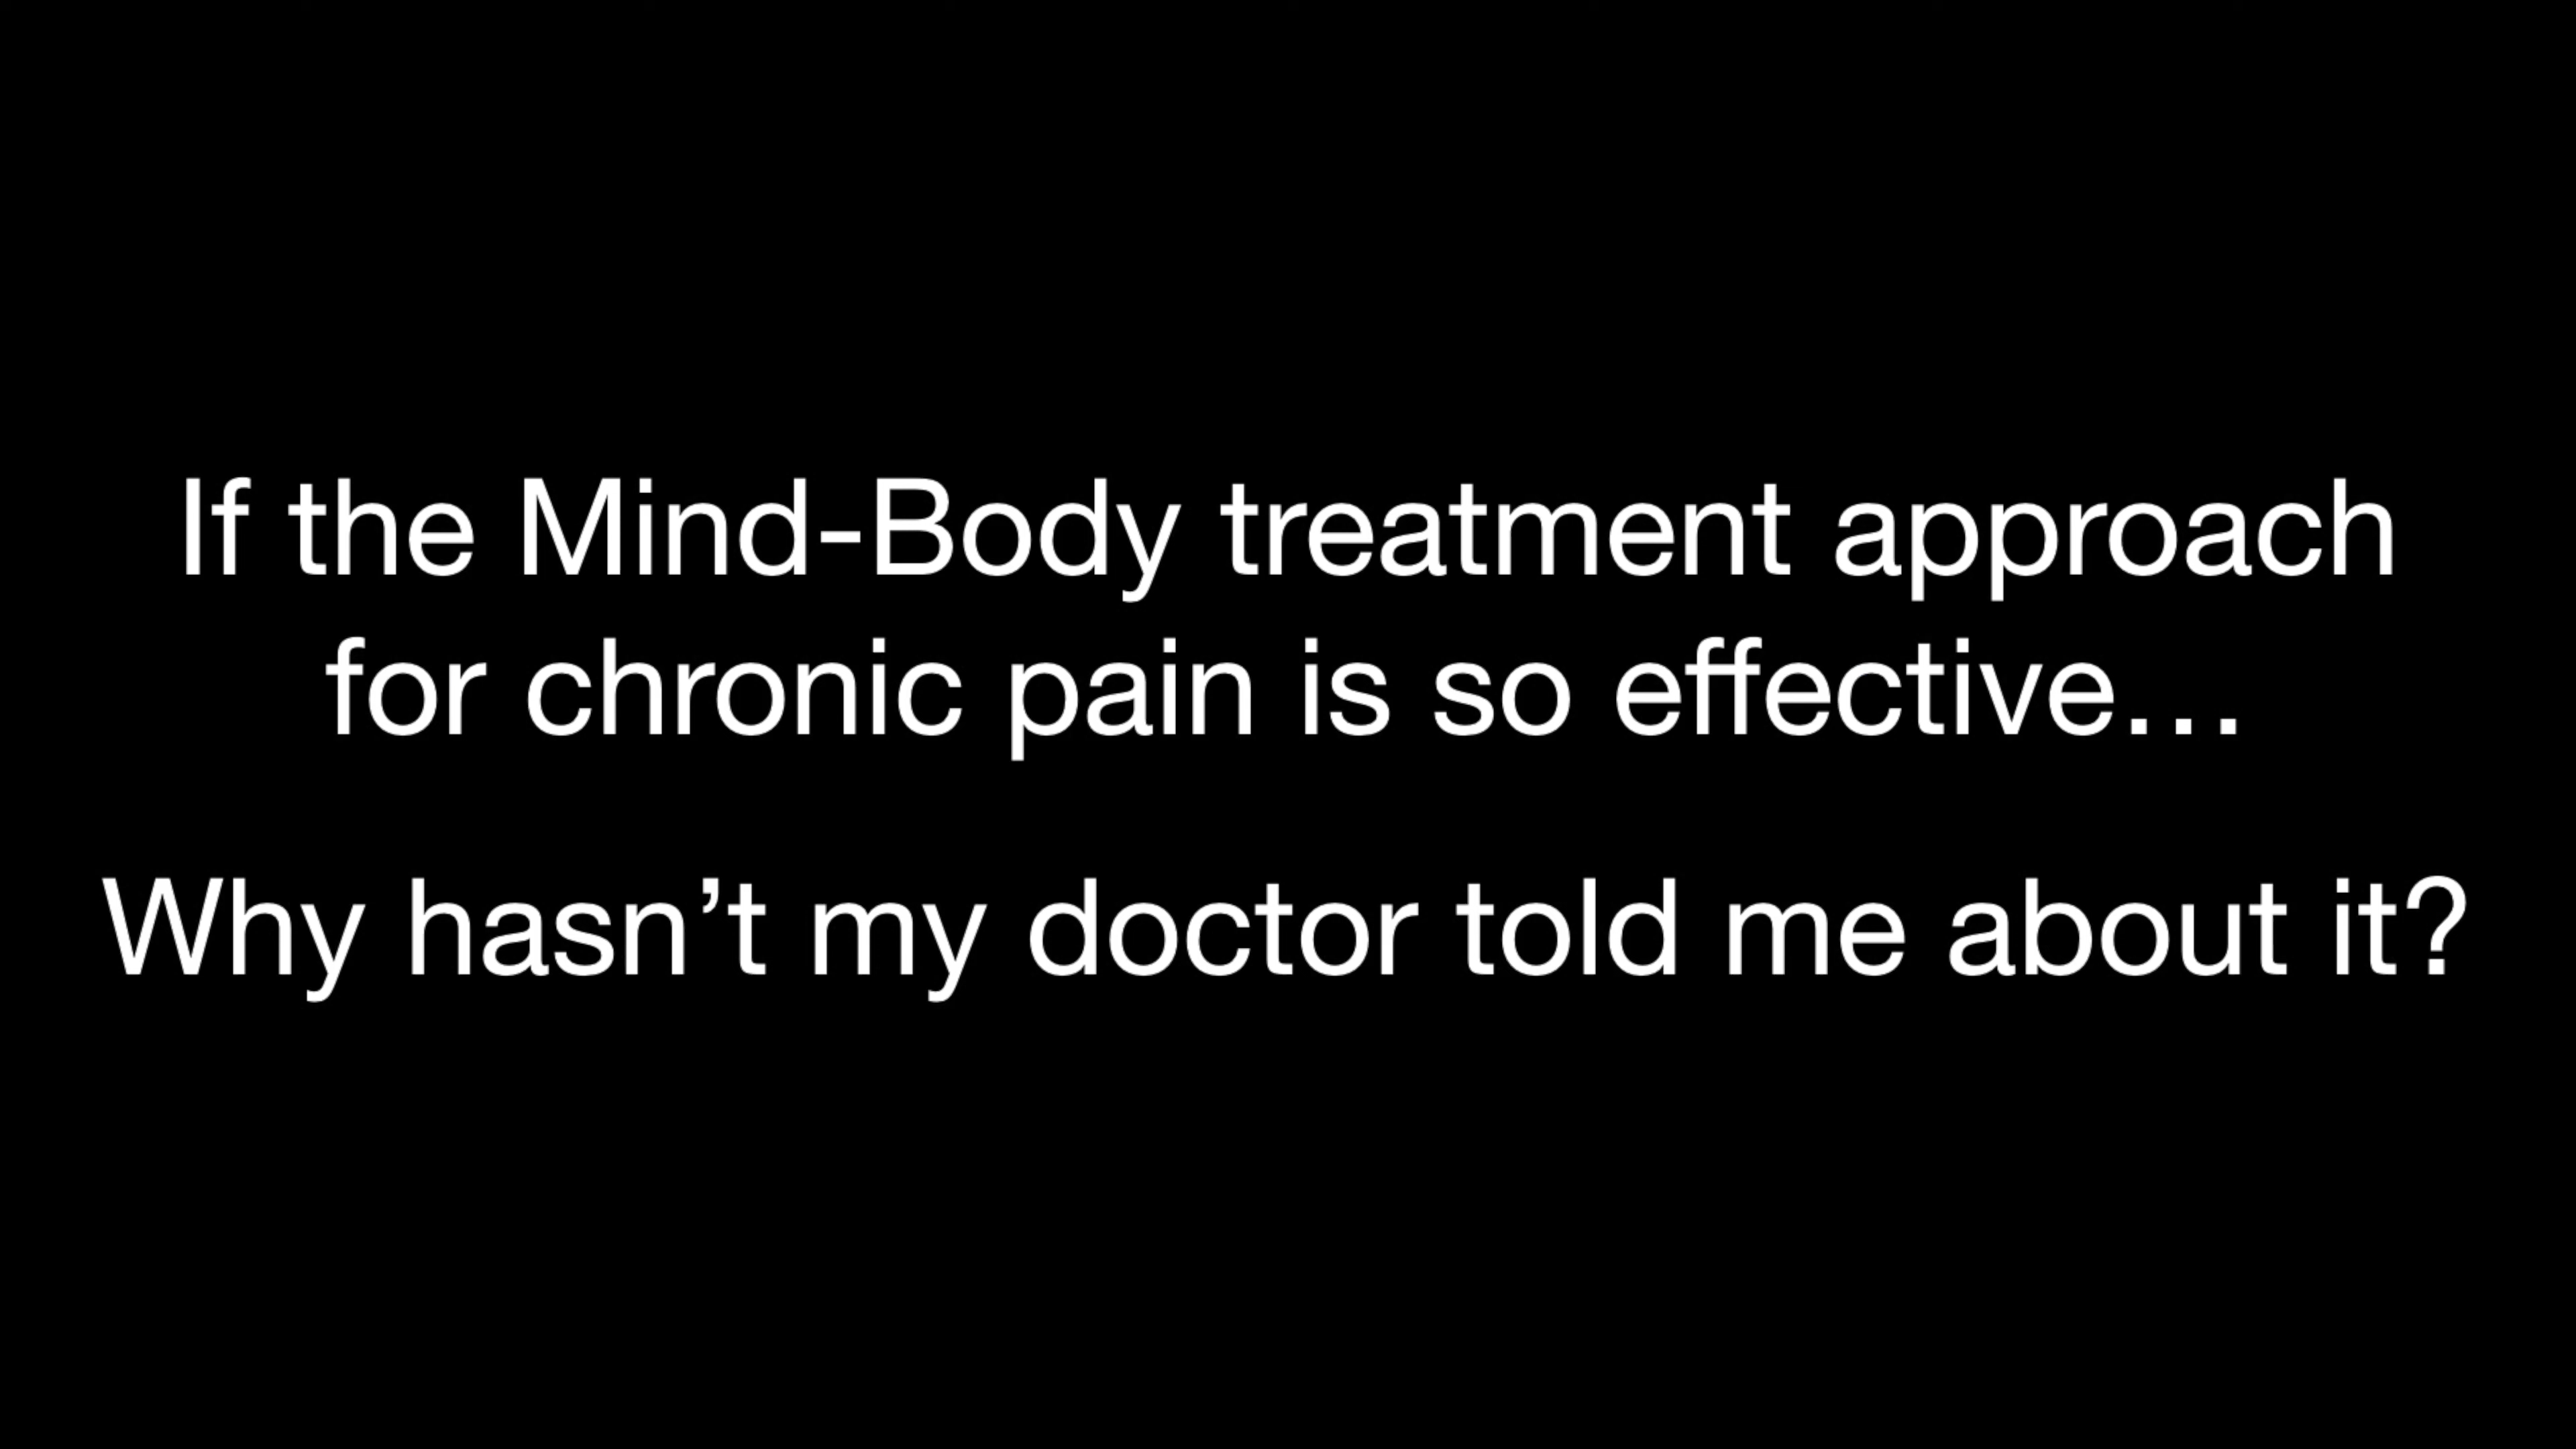 If the Mind-Body treatment approach
for chronic pain is so effective…
Why hasn’t my doctor told me about it?